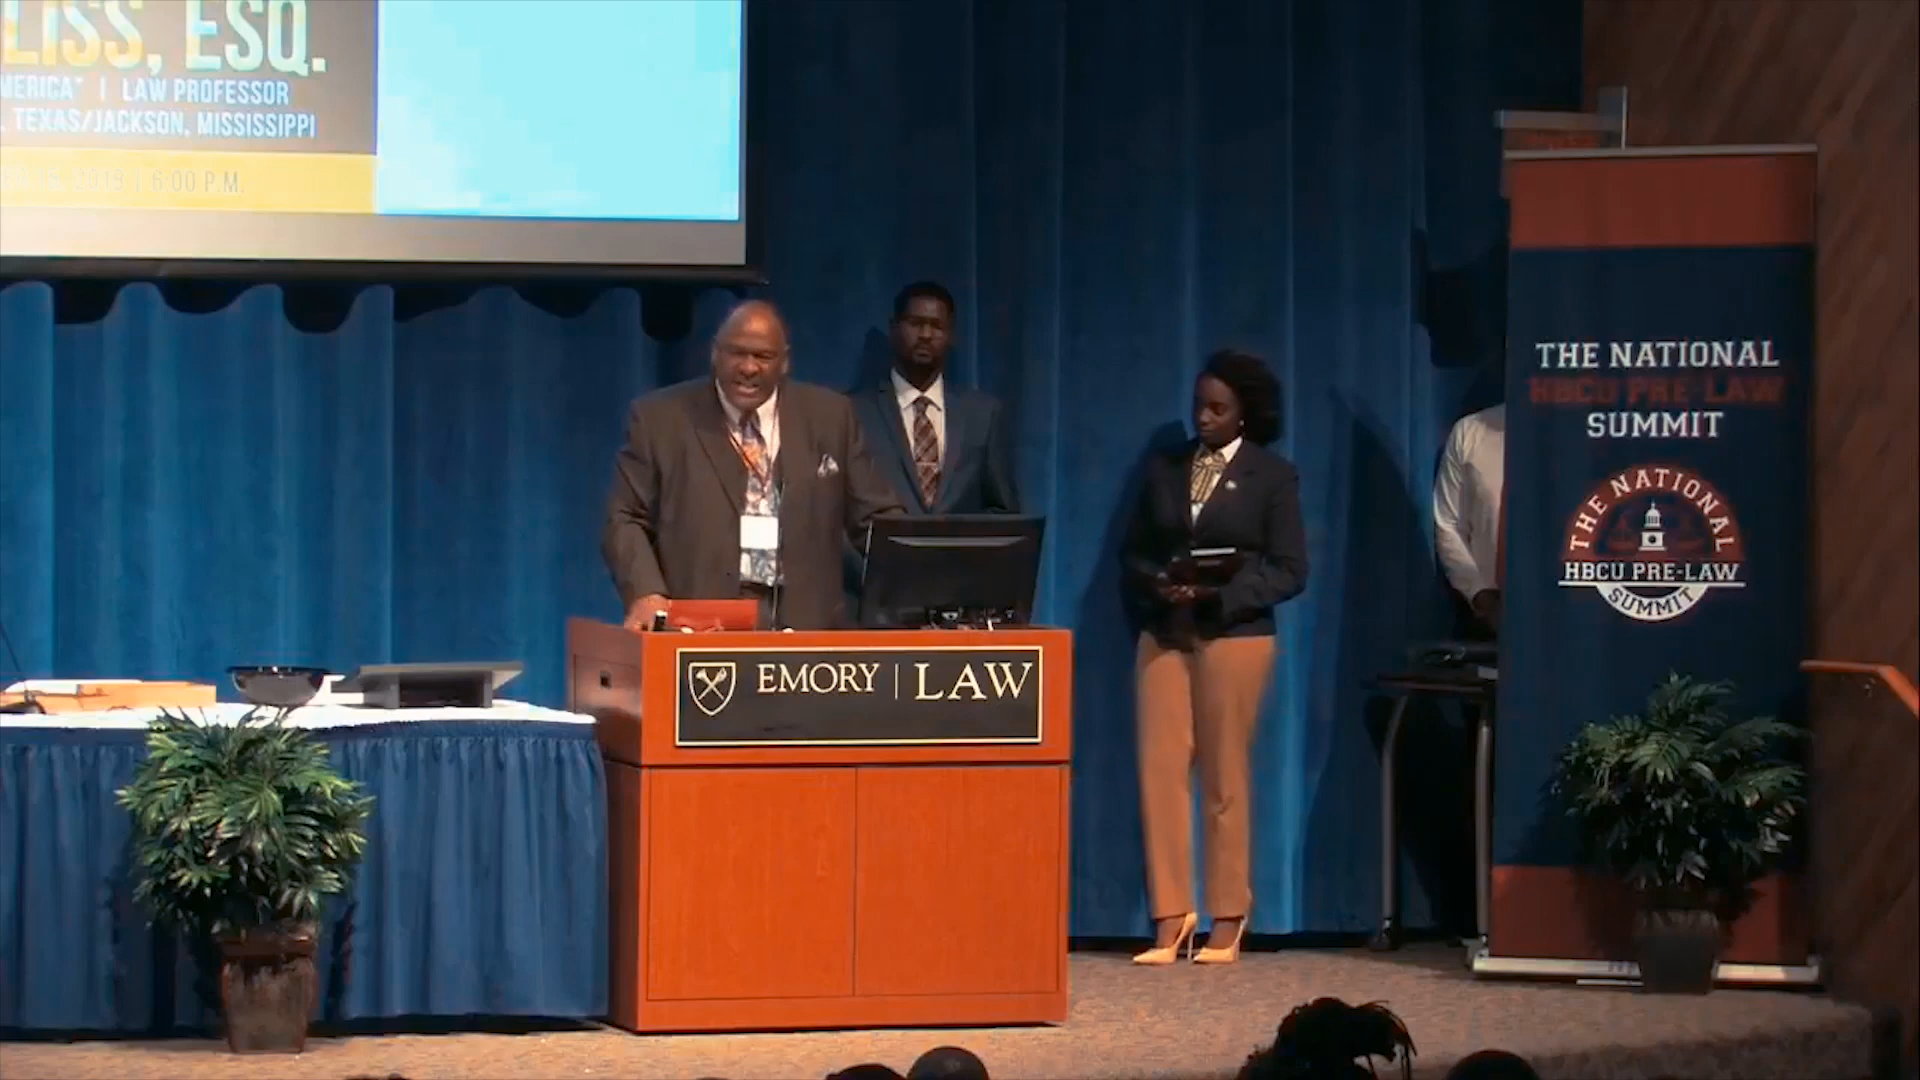 LISS, ESQ.
MERICA" | LAW PROFESSOR
. TEXAS/JACKSON, MISSISSIPPI
2019 | 6:00 P.M.
EMORY | LAW
THE NATIONAL
HBCU PRE-LAW
SUMMIT
THE NATIONAL
HBCU PRE-LAW
SUMMIT